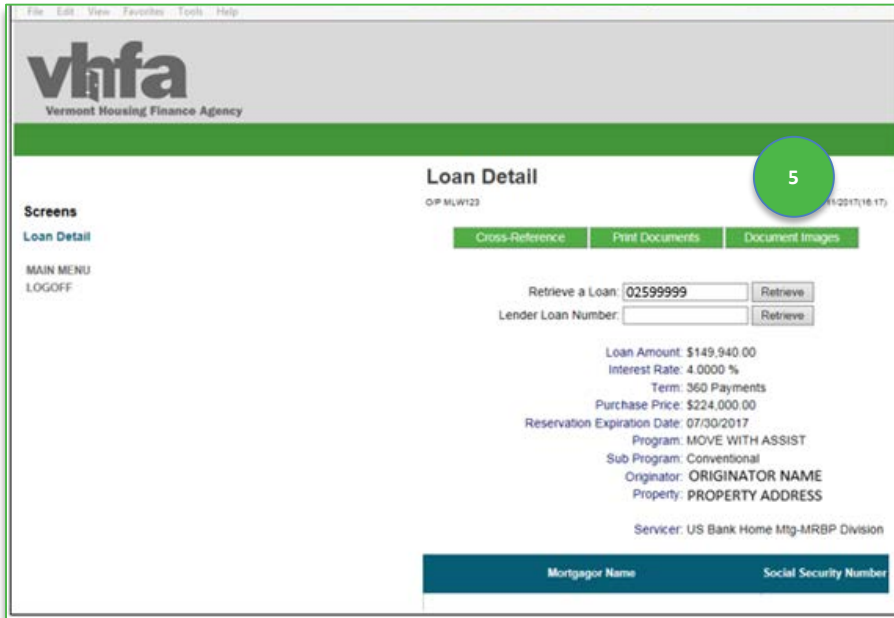 File Edit View Favorites Tools Help
vhfa
Vermont Housing Finance Agency
5
Loan Detail
O/P MLW123
11/2017(16:17)
Screens
Loan Detail
MAIN MENU
LOGOFF
Cross-Reference Print Documents Document Images
Retrieve a Loan: 02599999 Retrieve
Lender Loan Number: Retrieve
Loan Amount: $149,940.00
Interest Rate: 4.0000 %
Term: 360 Payments
Purchase Price: $224,000.00
Reservation Expiration Date: 07/30/2017
Program: MOVE WITH ASSIST
Sub Program: Conventional
Originator: ORIGINATOR NAME
Property: PROPERTY ADDRESS
Servicer: US Bank Home Mtg-MRBP Division
Mortgagor Name Social Security Number